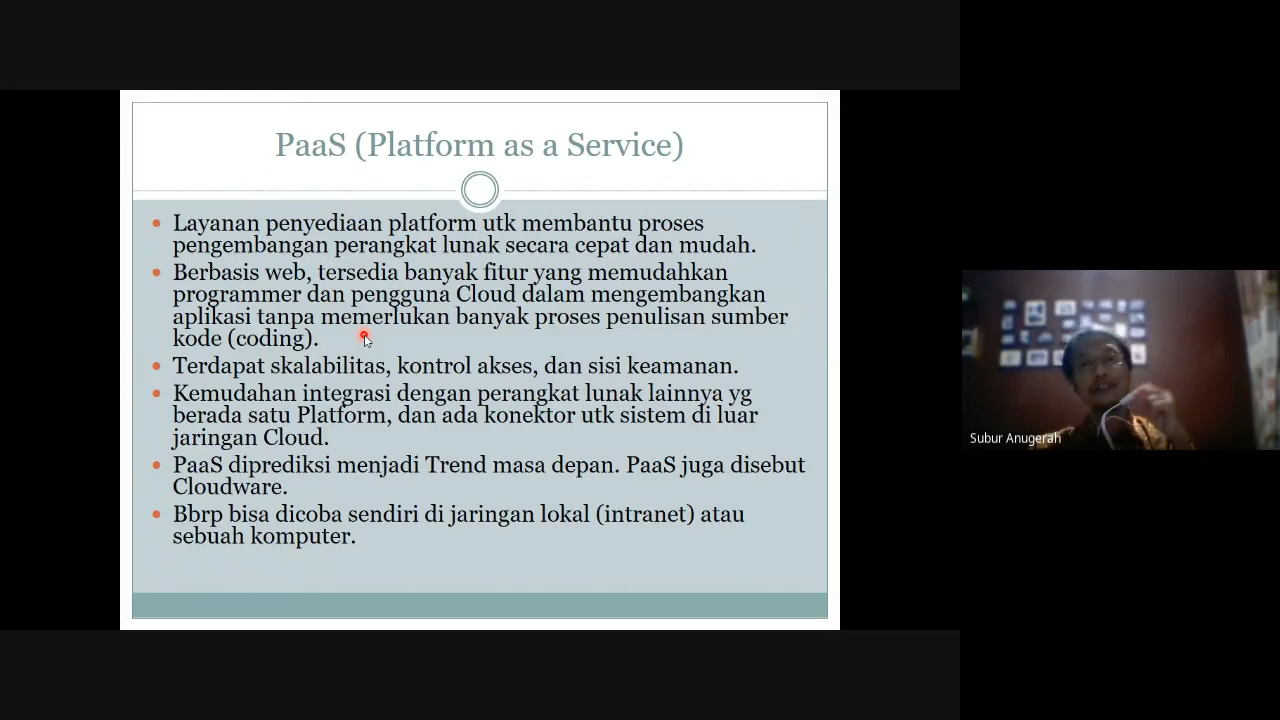 PaaS (Platform as a Service)
Layanan penyediaan platform utk membantu proses
pengembangan perangkat lunak secara cepat dan mudah.
Berbasis web, tersedia banyak fitur yang memudahkan
programmer dan pengguna Cloud dalam mengembangkan
aplikasi tanpa memerlukan banyak proses penulisan sumber
kode (coding).
Terdapat skalabilitas, kontrol akses, dan sisi keamanan.
Kemudahan integrasi dengan perangkat lunak lainnya yg
berada satu Platform, dan ada konektor utk sistem di luar
jaringan Cloud.
PaaS diprediksi menjadi Trend masa depan. PaaS juga disebut
Cloudware.
Bbrp bisa dicoba sendiri di jaringan lokal (intranet) atau
sebuah komputer.
Subur Anugerah